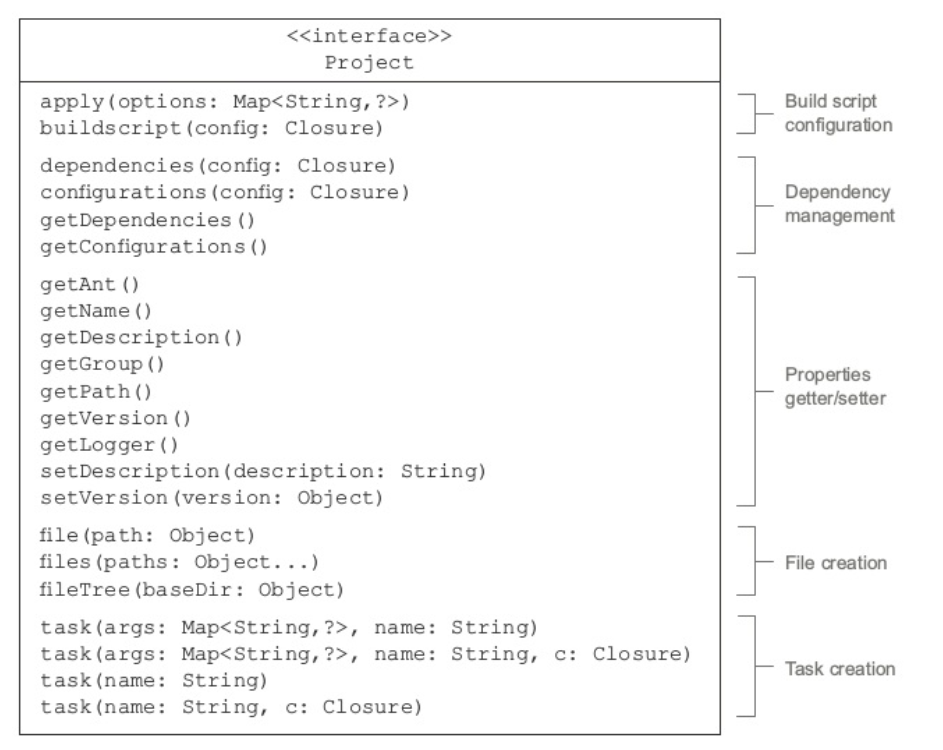 <<interface>>
Project
apply(options: Map<String,?>)
buildscript(config: Closure)
Build script
configuration
dependencies(config: Closure)
configurations(config: Closure)
getDependencies()
getConfigurations()
Dependency
management
getAnt()
getName()
getDescription()
getGroup()
getPath()
getVersion()
getLogger()
setDescription(description: String)
setVersion(version: Object)
Properties
getter/setter
file(path: Object)
files(paths: Object...)
fileTree(baseDir: Object)
File creation
task(args: Map<String,?>, name: String)
task(args: Map<String,?>, name: String, c: Closure)
task(name: String)
task(name: String, c: Closure)
Task creation